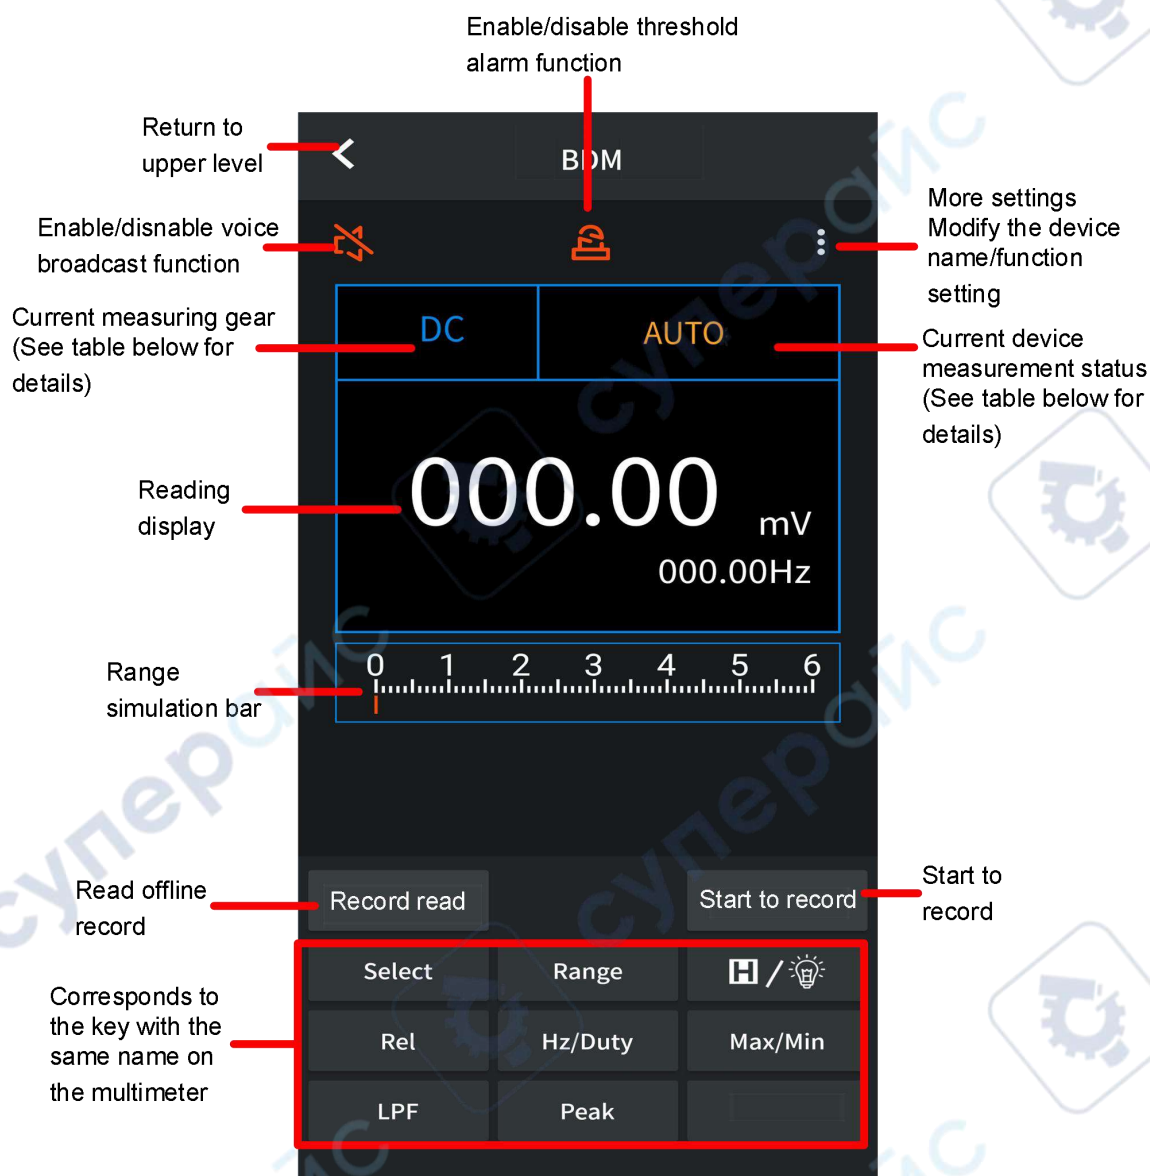 Enable/disable threshold
alarm function
Return to
upper level
BDM
Enable/disnable voice
broadcast function
More settings
Modify the device
name/function
setting
Current measuring gear
(See table below for
details)
DC
AUTO
Current device
measurement status
(See table below for
details)
Reading
display
000.00
mV
000.00Hz
Range
simulation bar
0 1 2 3 4 5 6
Read offline
record
Record read
Start to record
Start to
record
Corresponds to
the key with the
same name on
the multimeter
Select
Range
H /
Rel
Hz/Duty
Max/Min
LPF
Peak
суперайс
суперайс
суперайс
суперайс